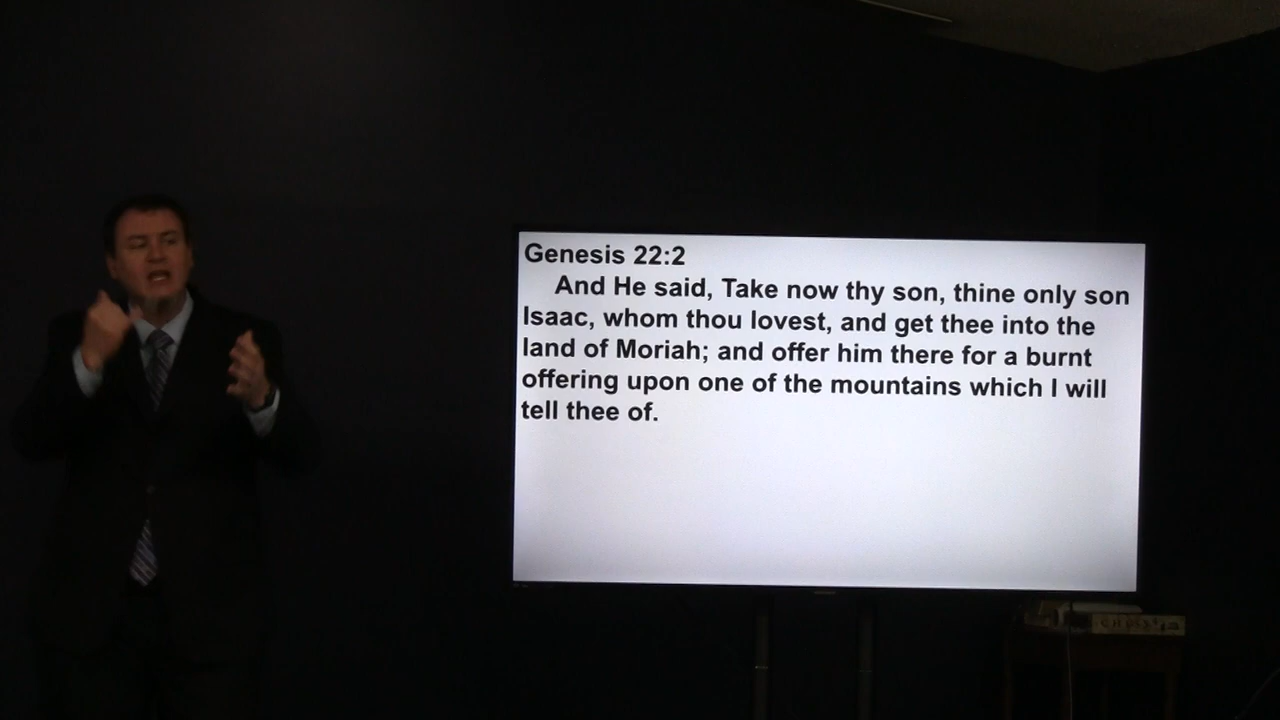 Genesis 22:2
And He said, Take now thy son, thine only son
Isaac, whom thou lovest, and get thee into the
land of Moriah; and offer him there for a burnt
offering upon one of the mountains which I will
tell thee of.